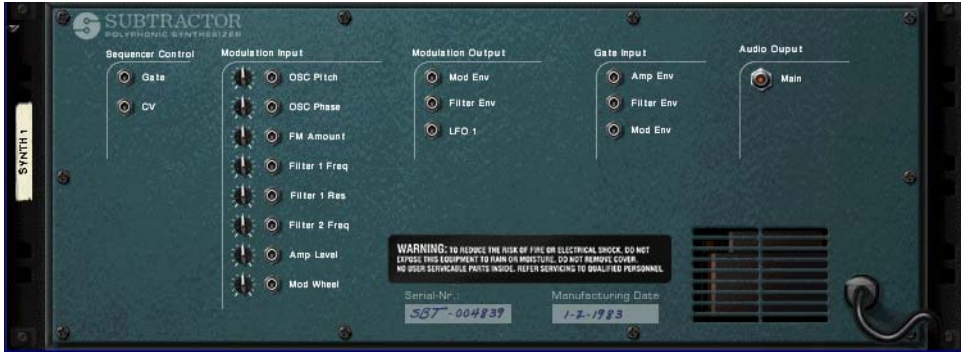 SUBTRACTOR
POLYPHONIC SYNTHESIZER
Sequencer Control
Gate
CV
Modulation Input
OSC Pitch
OSC Phase
FM Amount
Filter 1 Freq
Filter 1 Res
Filter 2 Freq
Amp Level
Mod Wheel
Modulation Output
Mod Env
Filter Env
LFO 1
Gate Input
Amp Env
Filter Env
Mod Env
Audio Ouput
Main
SYNTH 1
WARNING: TO REDUCE THE RISK OF FIRE OR ELECTRICAL SHOCK, DO NOT
EXPOSE THIS EQUIPMENT TO RAIN OR MOISTURE. DO NOT REMOVE COVER.
NO USER SERVICABLE PARTS INSIDE. REFER SERVICING TO QUALIFIED PERSONNEL
Serial-Nr.:
SBT-004839
Manufacturing Date
1-2-1983